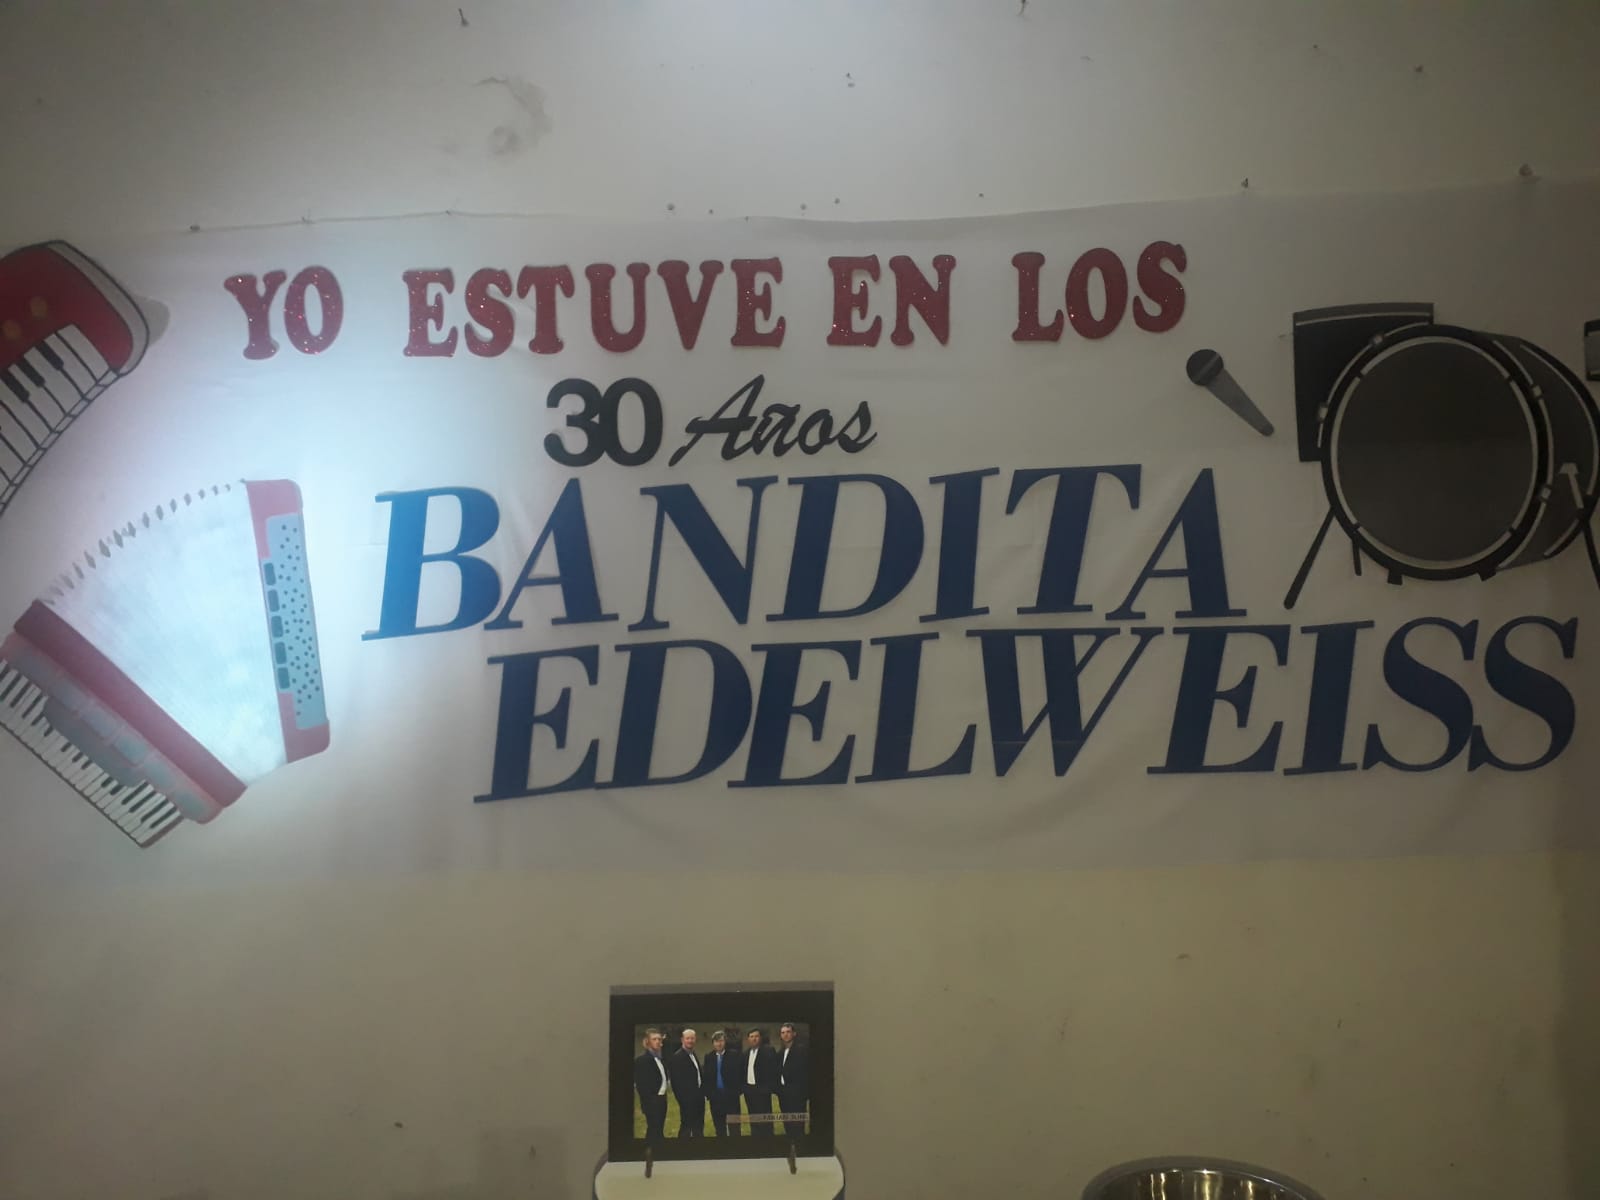 YO ESTUVE EN LOS
30 Años
BANDITA
EDELWEISS